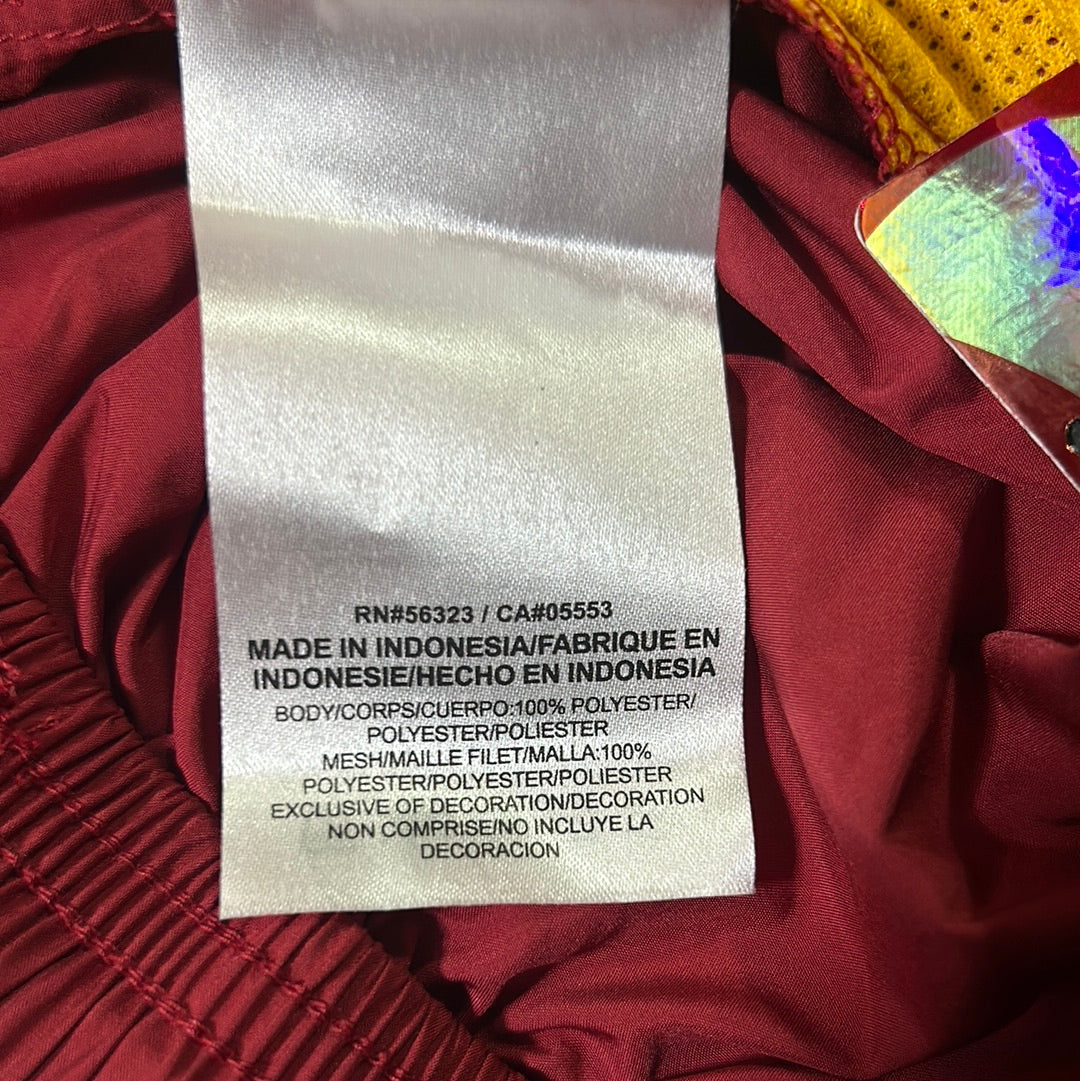 RN#56323 / CA#05553
MADE IN INDONESIA/FABRIQUE EN
INDONESIE/HECHO EN INDONESIA
BODY/CORPS/CUERPO:100% POLYESTER/
POLYESTER/POLIESTER
MESH/MAILLE FILET/MALLA:100%
POLYESTER/POLYESTER/POLIESTER
EXCLUSIVE OF DECORATION/DECORATION
NON COMPRISE/NO INCLUYE LA
DECORACION